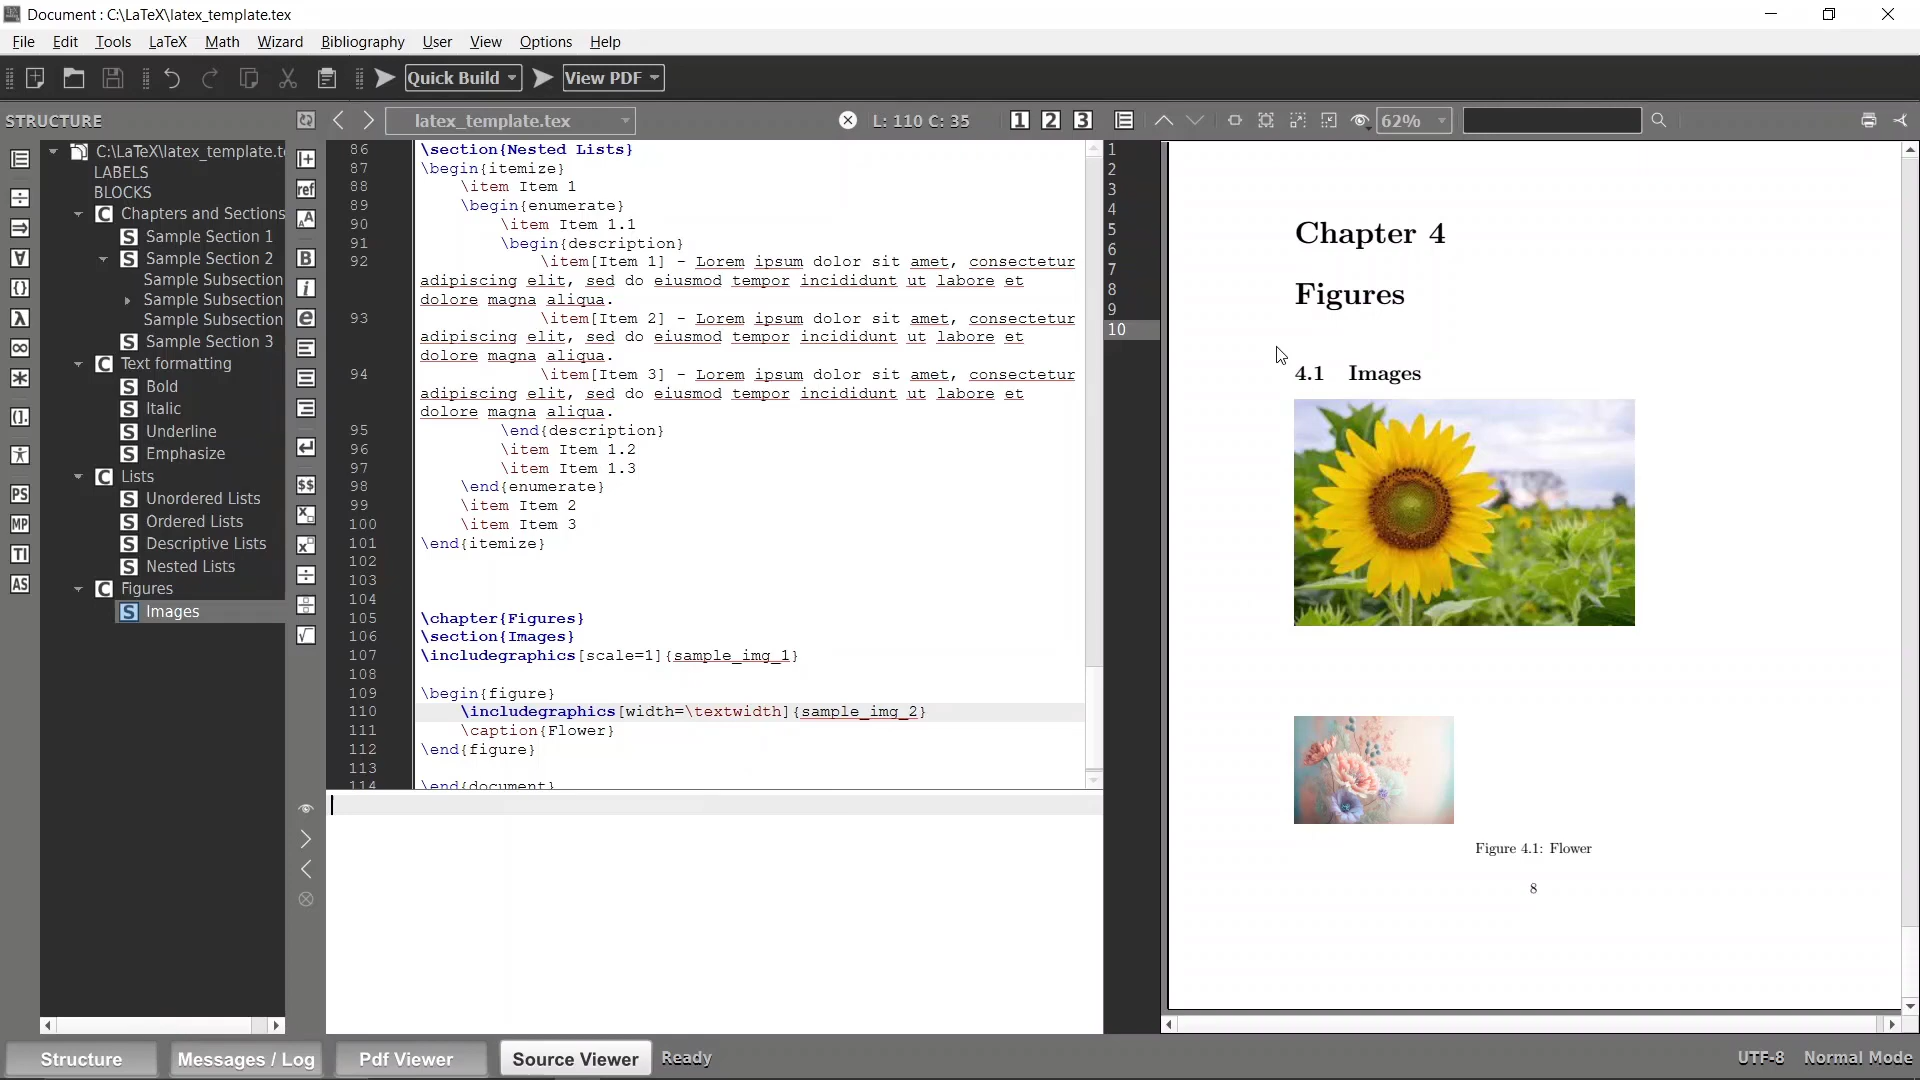 Document : C:\LaTeX\latex_template.tex
File Edit Tools LaTeX Math Wizard Bibliography User View Options Help
Quick Build View PDF
STRUCTURE
latex_template.tex
L: 110 C: 35
1 2 3
62%
C:\LaTeX\latex_template.t
LABELS
BLOCKS
C Chapters and Sections
S Sample Section 1
S Sample Section 2
Sample Subsection
Sample Subsection
Sample Subsection
S Sample Section 3
C Text formatting
S Bold
S Italic
S Underline
S Emphasize
C Lists
S Unordered Lists
S Ordered Lists
S Descriptive Lists
S Nested Lists
C Figures
S Images
PS
MP
TI
AS
ref
B
i
e
$$
86 \section{Nested Lists}
87 \begin{itemize}
88 \item Item 1
89 \begin{enumerate}
90 \item Item 1.1
91 \begin{description}
92 \item[Item 1] - Lorem ipsum dolor sit amet, consectetur
adipiscing elit, sed do eiusmod tempor incididunt ut labore et
dolore magna aliqua.
93 \item[Item 2] - Lorem ipsum dolor sit amet, consectetur
adipiscing elit, sed do eiusmod tempor incididunt ut labore et
dolore magna aliqua.
94 \item[Item 3] - Lorem ipsum dolor sit amet, consectetur
adipiscing elit, sed do eiusmod tempor incididunt ut labore et
dolore magna aliqua.
95 \end{description}
96 \item Item 1.2
97 \item Item 1.3
98 \end{enumerate}
99 \item Item 2
100 \item Item 3
101 \end{itemize}
102
103
104
105 \chapter{Figures}
106 \section{Images}
107 \includegraphics[scale=1]{sample_img_1}
108
109 \begin{figure}
110 \includegraphics[width=\textwidth]{sample_img_2}
111 \caption{Flower}
112 \end{figure}
113
114 \end{document}
1
2
3
4
5
6
7
8
9
10
Chapter 4
Figures
4.1 Images
Figure 4.1: Flower
8
Structure Messages / Log Pdf Viewer Source Viewer Ready
UTF-8 Normal Mode